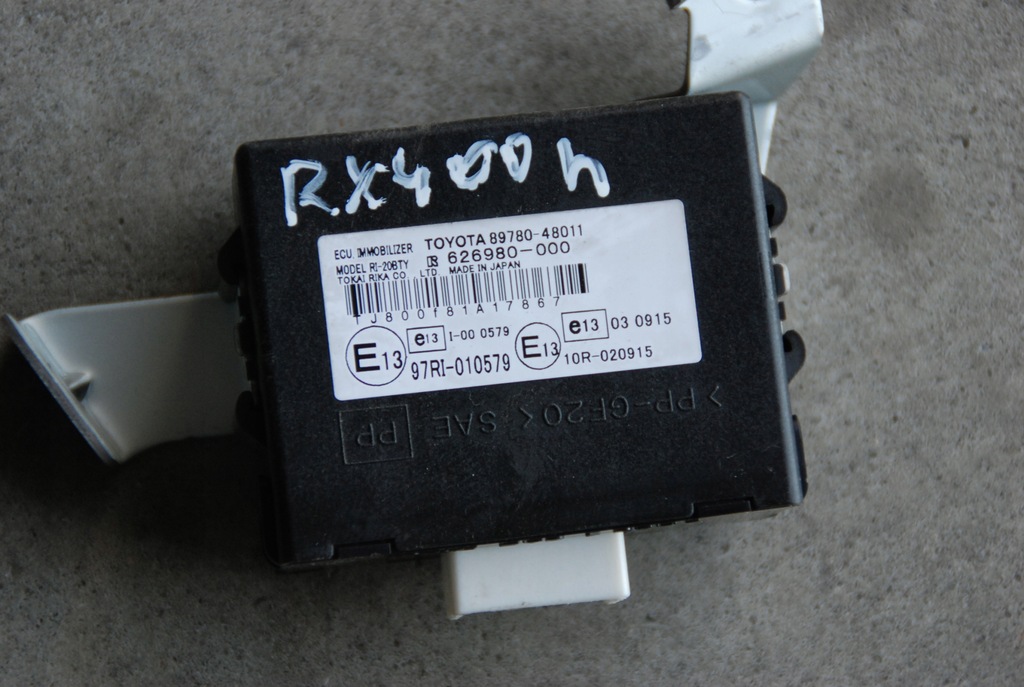 RX400h
ECU, IMMOBILIZER TOYOTA 89780-48011
MODEL RI-20BTY 626980-000
TOKAI RIKA CO., LTD. MADE IN JAPAN
TJ800f81A17867
E13 e13 I-00 0579 E13 e13 03 0915
97RI-010579 10R-020915
>PP-GF20< SAE PP